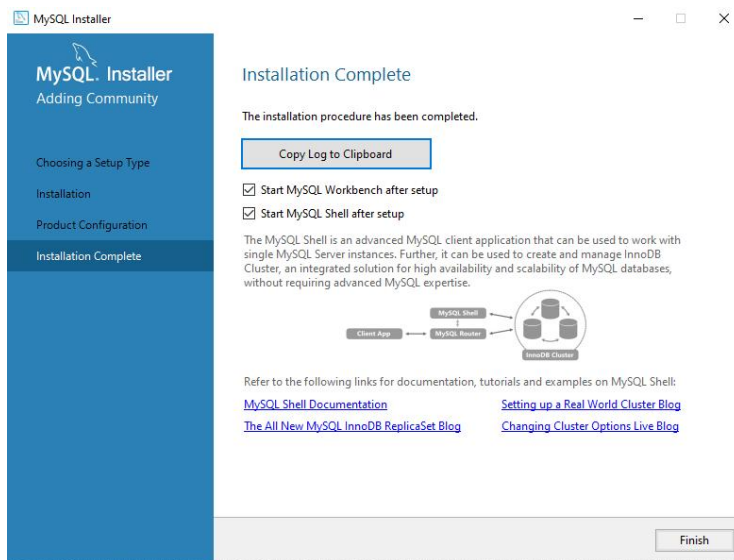 MySQL Installer
MySQL. Installer
Adding Community
Choosing a Setup Type
Installation
Product Configuration
Installation Complete
Installation Complete
The installation procedure has been completed.
Copy Log to Clipboard
Start MySQL Workbench after setup
Start MySQL Shell after setup
The MySQL Shell is an advanced MySQL client application that can be used to work with
single MySQL Server instances. Further, it can be used to create and manage InnoDB
Cluster, an integrated solution for high availability and scalability of MySQL databases,
without requiring advanced MySQL expertise.
MySQL Shell
Client App
MySQL Router
InnoDB Cluster
Refer to the following links for documentation, tutorials and examples on MySQL Shell:
MySQL Shell Documentation
Setting up a Real World Cluster Blog
The All New MySQL InnoDB ReplicaSet Blog
Changing Cluster Options Live Blog
Finish